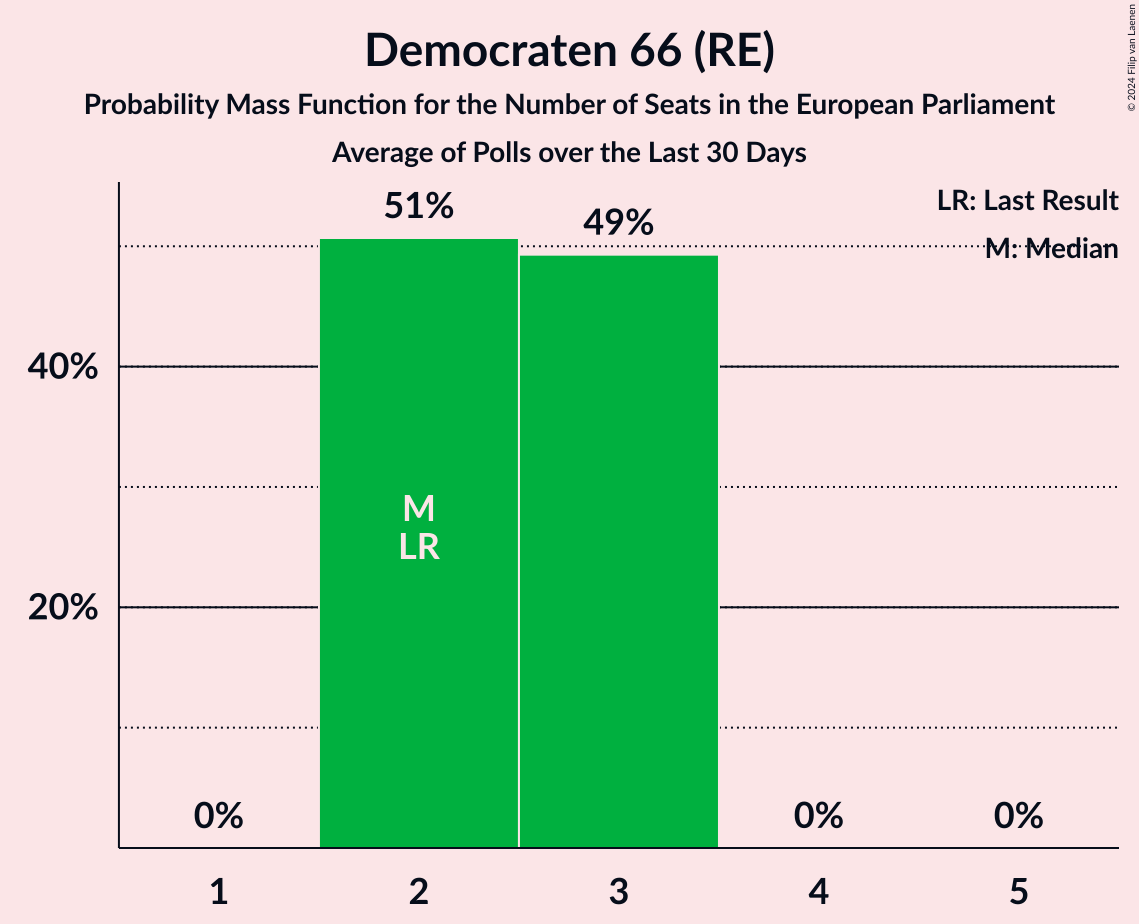 Democraten 66 (RE)
Probability Mass Function for the Number of Seats in the European Parliament
Average of Polls over the Last 30 Days
© 2024 Filip van Laenen
LR: Last Result
M: Median
51%
49%
40%
20%
M
LR
0%
0%
0%
1
2
3
4
5